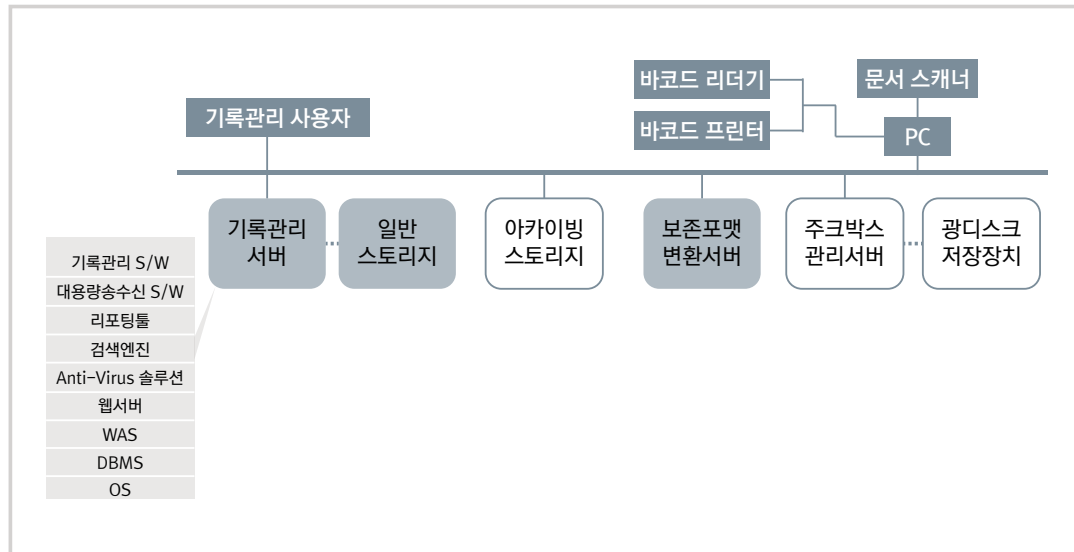 바코드 리더기
문서 스캐너
기록관리 사용자
바코드 프린터
PC
기록관리
서버
일반
스토리지
아카이빙
스토리지
보존포맷
변환서버
주크박스
관리서버
광디스크
저장장치
기록관리 S/W
대용량송수신 S/W
리포팅툴
검색엔진
Anti-Virus 솔루션
웹서버
WAS
DBMS
OS